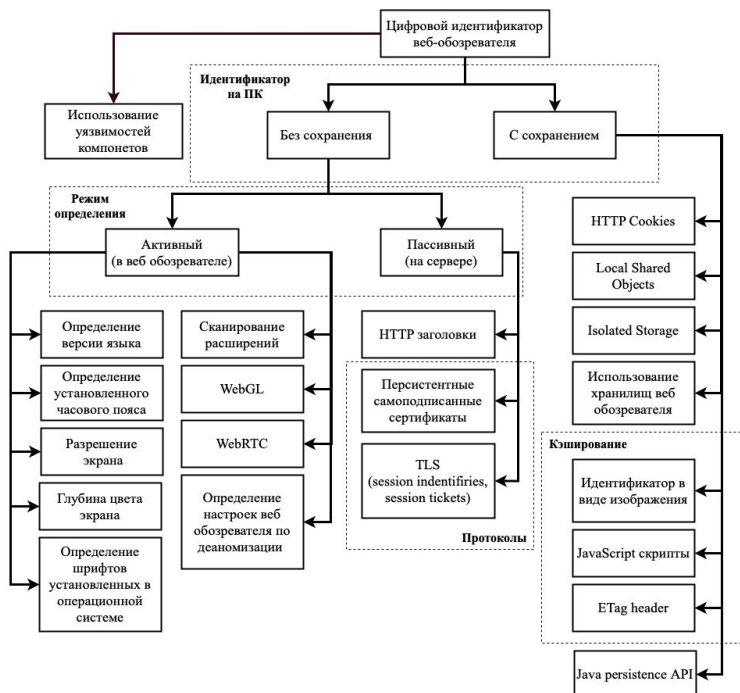 Цифровой идентификатор
веб-обозревателя
Идентификатор
на ПК
Использование
уязвимостей
компонетов
Без сохранения
С сохранением
Режим
определения
Активный
(в веб обозревателе)
Пассивный
(на сервере)
HTTP Cookies
Local Shared
Objects
Isolated Storage
Использование
хранилищ веб
обозревателя
Определение
версии языка
Определение
установленного
часового пояса
Разрешение
экрана
Глубина цвета
экрана
Определение
шрифтов
установленных в
операционной
системе
Сканирование
расширений
WebGL
WebRTC
Определение
настроек веб
обозревателя по
деаномизации
HTTP заголовки
Персистентные
самоподписанные
сертификаты
TLS
(session indentifiries,
session tickets)
Протоколы
Кэширование
Идентификатор в
виде изображения
JavaScript скрипты
ETag header
Java persistence API